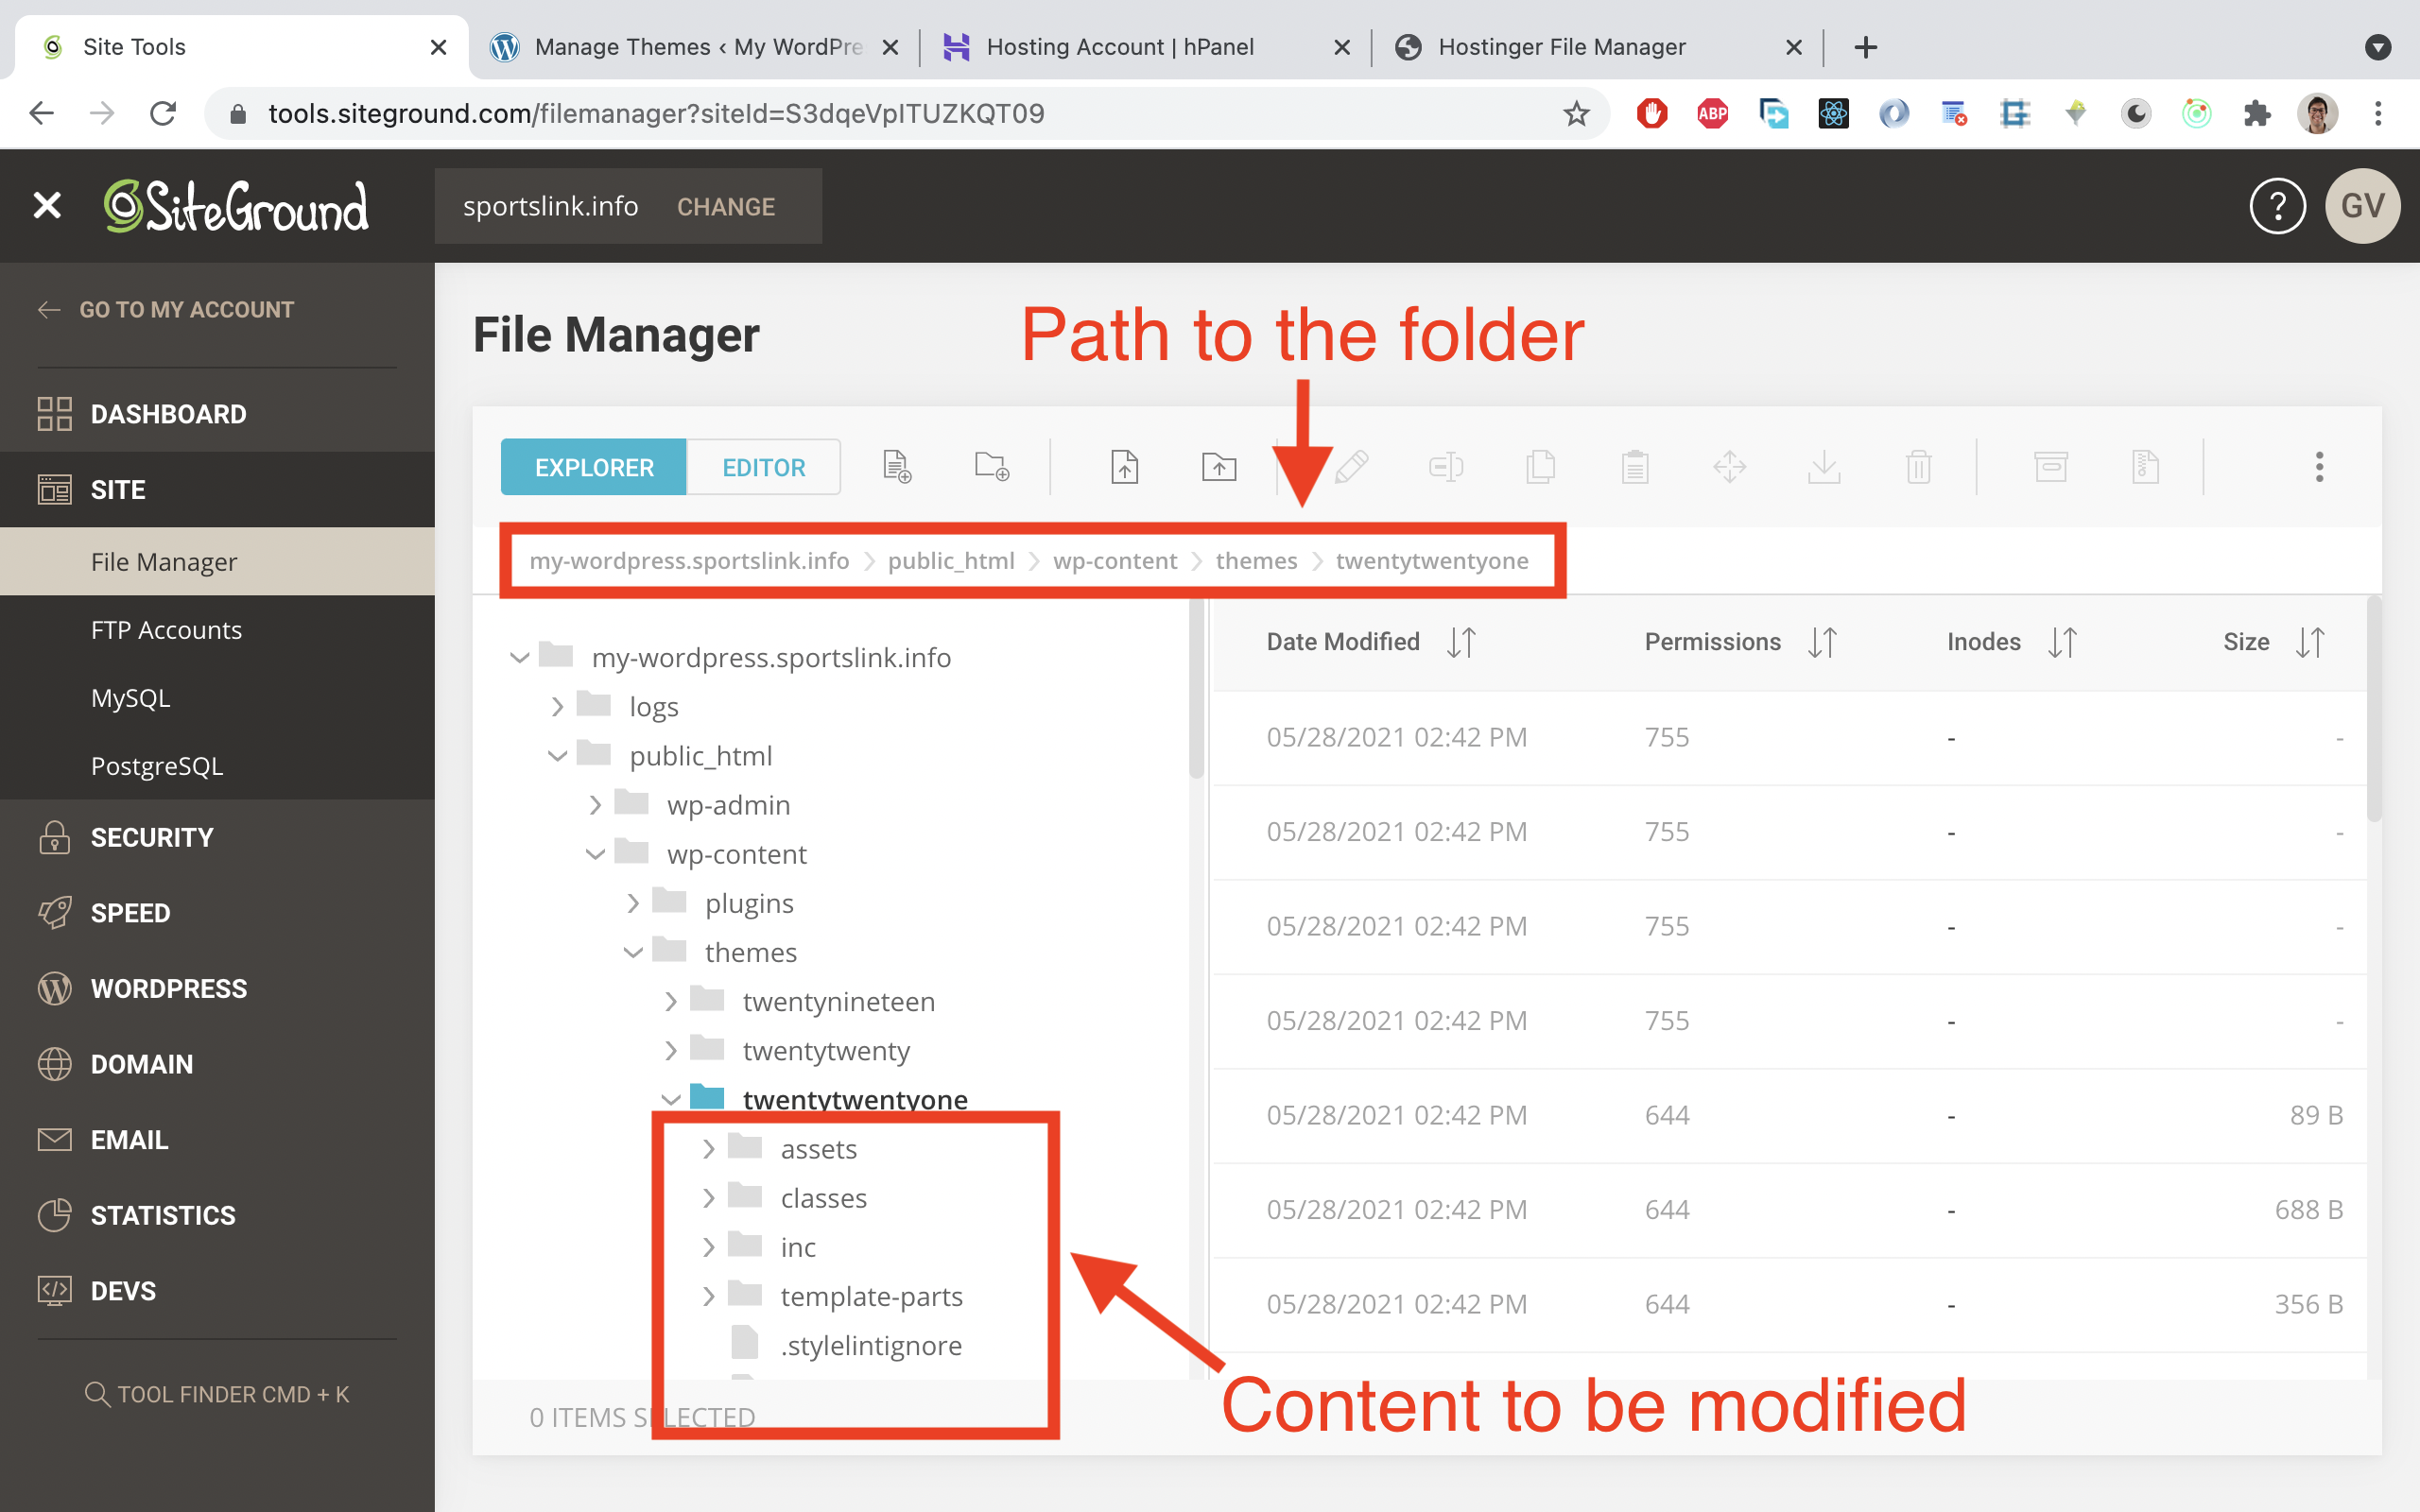 Site Tools
Manage Themes ‹ My WordPre
Hosting Account | hPanel
Hostinger File Manager
tools.siteground.com/filemanager?siteId=S3dqeVpITUZKQT09
ABP
SiteGround
sportslink.info CHANGE
?
GV
GO TO MY ACCOUNT
DASHBOARD
SITE
File Manager
FTP Accounts
MySQL
PostgreSQL
SECURITY
SPEED
WORDPRESS
DOMAIN
EMAIL
STATISTICS
DEVS
TOOL FINDER CMD + K
File Manager
Path to the folder
EXPLORER EDITOR
my-wordpress.sportslink.info public_html wp-content themes twentytwentyone
my-wordpress.sportslink.info
logs
public_html
wp-admin
wp-content
plugins
themes
twentynineteen
twentytwenty
twentytwentyone
assets
classes
inc
template-parts
.stylelintignore
0 ITEMS SELECTED
Date Modified Permissions Inodes Size
05/28/2021 02:42 PM 755 - -
05/28/2021 02:42 PM 755 - -
05/28/2021 02:42 PM 755 - -
05/28/2021 02:42 PM 755 - -
05/28/2021 02:42 PM 644 - 89 B
05/28/2021 02:42 PM 644 - 688 B
05/28/2021 02:42 PM 644 - 356 B
Content to be modified